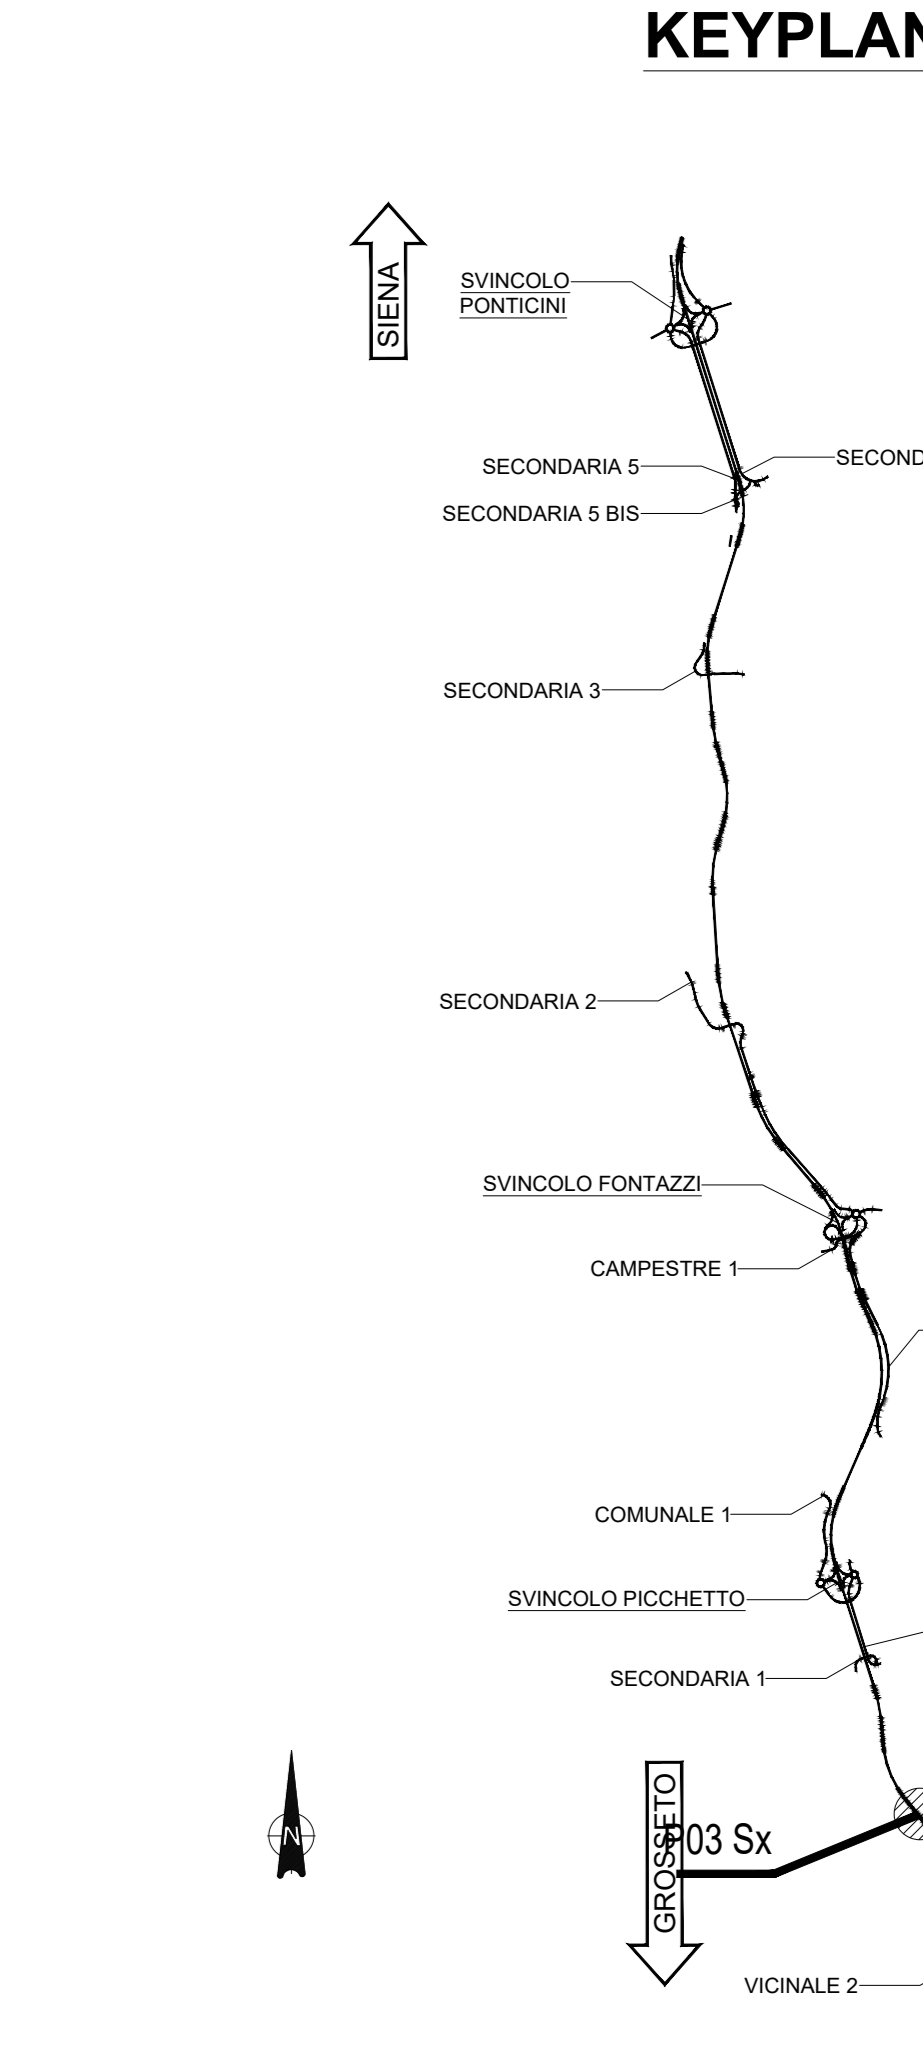 KEYPLAN
SIENA
SVINCOLO
PONTICINI
SECONDARIA 5
SECOND
SECONDARIA 5 BIS
SECONDARIA 3
SECONDARIA 2
SVINCOLO FONTAZZI
CAMPESTRE 1
COMUNALE 1
SVINCOLO PICCHETTO
SECONDARIA 1
N
GROSSETO
03 Sx
VICINALE 2